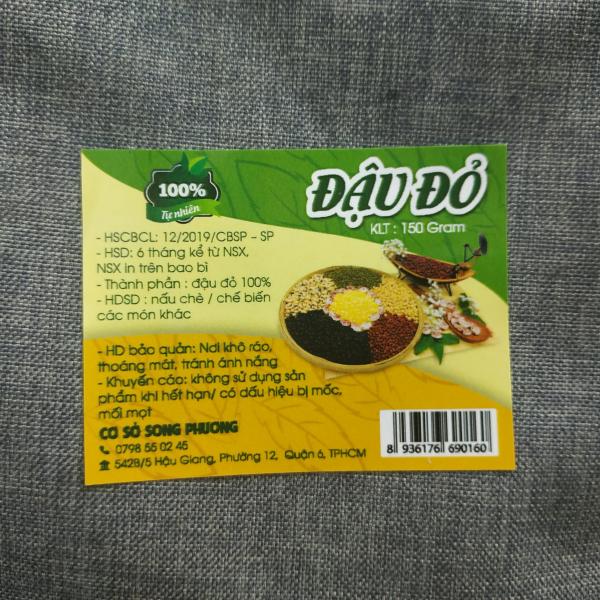 100%
Tự nhiên
ĐẬU ĐỎ
KLT : 150 Gram
- HSCBCL: 12/2019/CBSP - SP
- HSD: 6 tháng kể từ NSX,
NSX in trên bao bì
- Thành phần : đậu đỏ 100%
- HDSD : nấu chè / chế biến
các món khác
- HD bảo quản: Nơi khô ráo,
thoáng mát, tránh ánh nắng
- Khuyến cáo: không sử dụng sản
phẩm khi hết hạn/ có dấu hiệu bị mốc,
mối mọt
CƠ SỞ SONG PHƯƠNG
0798 55 02 45
542B/5 Hậu Giang, Phường 12, Quận 6, TPHCM
8 936176 690160